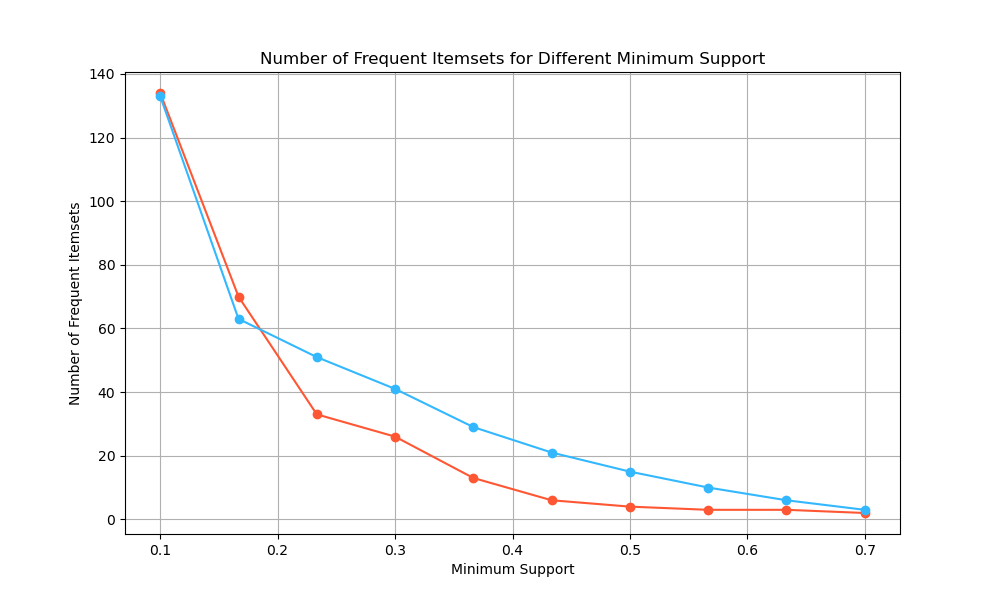 Number of Frequent Itemsets for Different Minimum Support
140
120
100
80
60
40
20
0
Number of Frequent Itemsets
0.1 0.2 0.3 0.4 0.5 0.6 0.7
Minimum Support